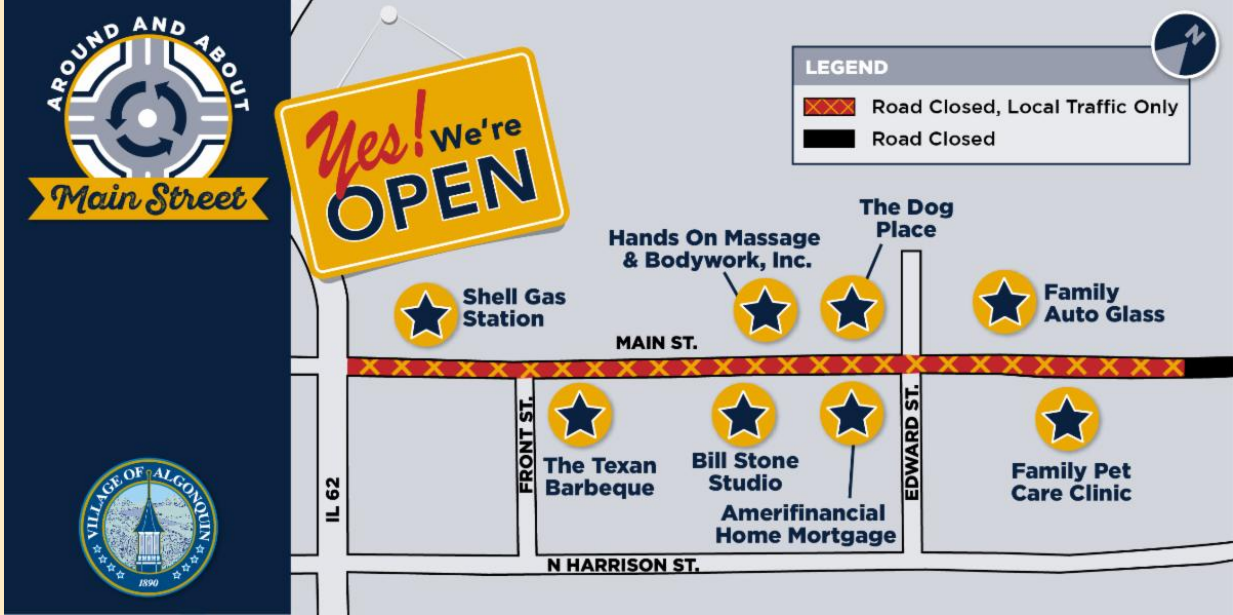 AROUND AND ABOUT
Main Street
Yes! We're
OPEN
N
LEGEND
Road Closed, Local Traffic Only
Road Closed
The Dog
Place
Hands On Massage
& Bodywork, Inc.
Shell Gas
Station
Family
Auto Glass
MAIN ST.
FRONT ST.
EDWARD ST.
IL 62
The Texan
Barbeque
Bill Stone
Studio
Amerifinancial
Home Mortgage
Family Pet
Care Clinic
N HARRISON ST.
VILLAGE OF ALGONQUIN
1890